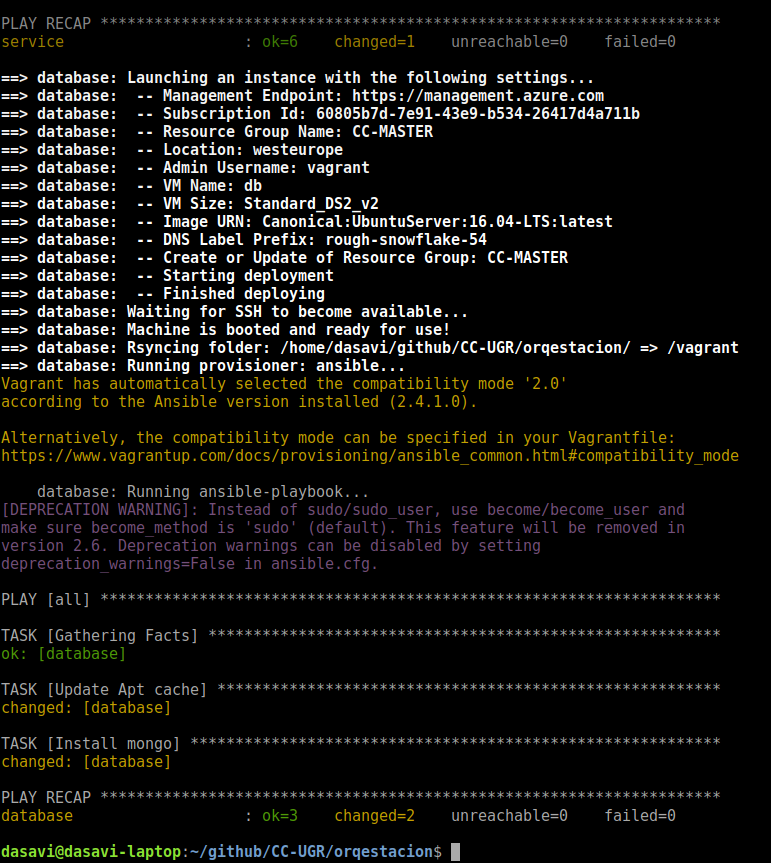 PLAY RECAP *********************************************************************
service                    : ok=6    changed=1    unreachable=0    failed=0
==> database: Launching an instance with the following settings...
==> database:  -- Management Endpoint: https://management.azure.com
==> database:  -- Subscription Id: 60805b7d-7e91-43e9-b534-26417d4a711b
==> database:  -- Resource Group Name: CC-MASTER
==> database:  -- Location: westeurope
==> database:  -- Admin Username: vagrant
==> database:  -- VM Name: db
==> database:  -- VM Size: Standard_DS2_v2
==> database:  -- Image URN: Canonical:UbuntuServer:16.04-LTS:latest
==> database:  -- DNS Label Prefix: rough-snowflake-54
==> database:  -- Create or Update of Resource Group: CC-MASTER
==> database:  -- Starting deployment
==> database:  -- Finished deploying
==> database: Waiting for SSH to become available...
==> database: Machine is booted and ready for use!
==> database: Rsyncing folder: /home/dasavi/github/CC-UGR/orqestacion/ => /vagrant
==> database: Running provisioner: ansible...
Vagrant has automatically selected the compatibility mode '2.0'
according to the Ansible version installed (2.4.1.0).
Alternatively, the compatibility mode can be specified in your Vagrantfile:
https://www.vagrantup.com/docs/provisioning/ansible_common.html#compatibility_mode
    database: Running ansible-playbook...
[DEPRECATION WARNING]: Instead of sudo/sudo_user, use become/become_user and
make sure become_method is 'sudo' (default). This feature will be removed in
version 2.6. Deprecation warnings can be disabled by setting
deprecation_warnings=False in ansible.cfg.
PLAY [all] *********************************************************************
TASK [Gathering Facts] *********************************************************
ok: [database]
TASK [Update Apt cache] ********************************************************
changed: [database]
TASK [Install mongo] ***********************************************************
changed: [database]
PLAY RECAP *********************************************************************
database                   : ok=3    changed=2    unreachable=0    failed=0
dasavi@dasavi-laptop:~/github/CC-UGR/orqestacion$